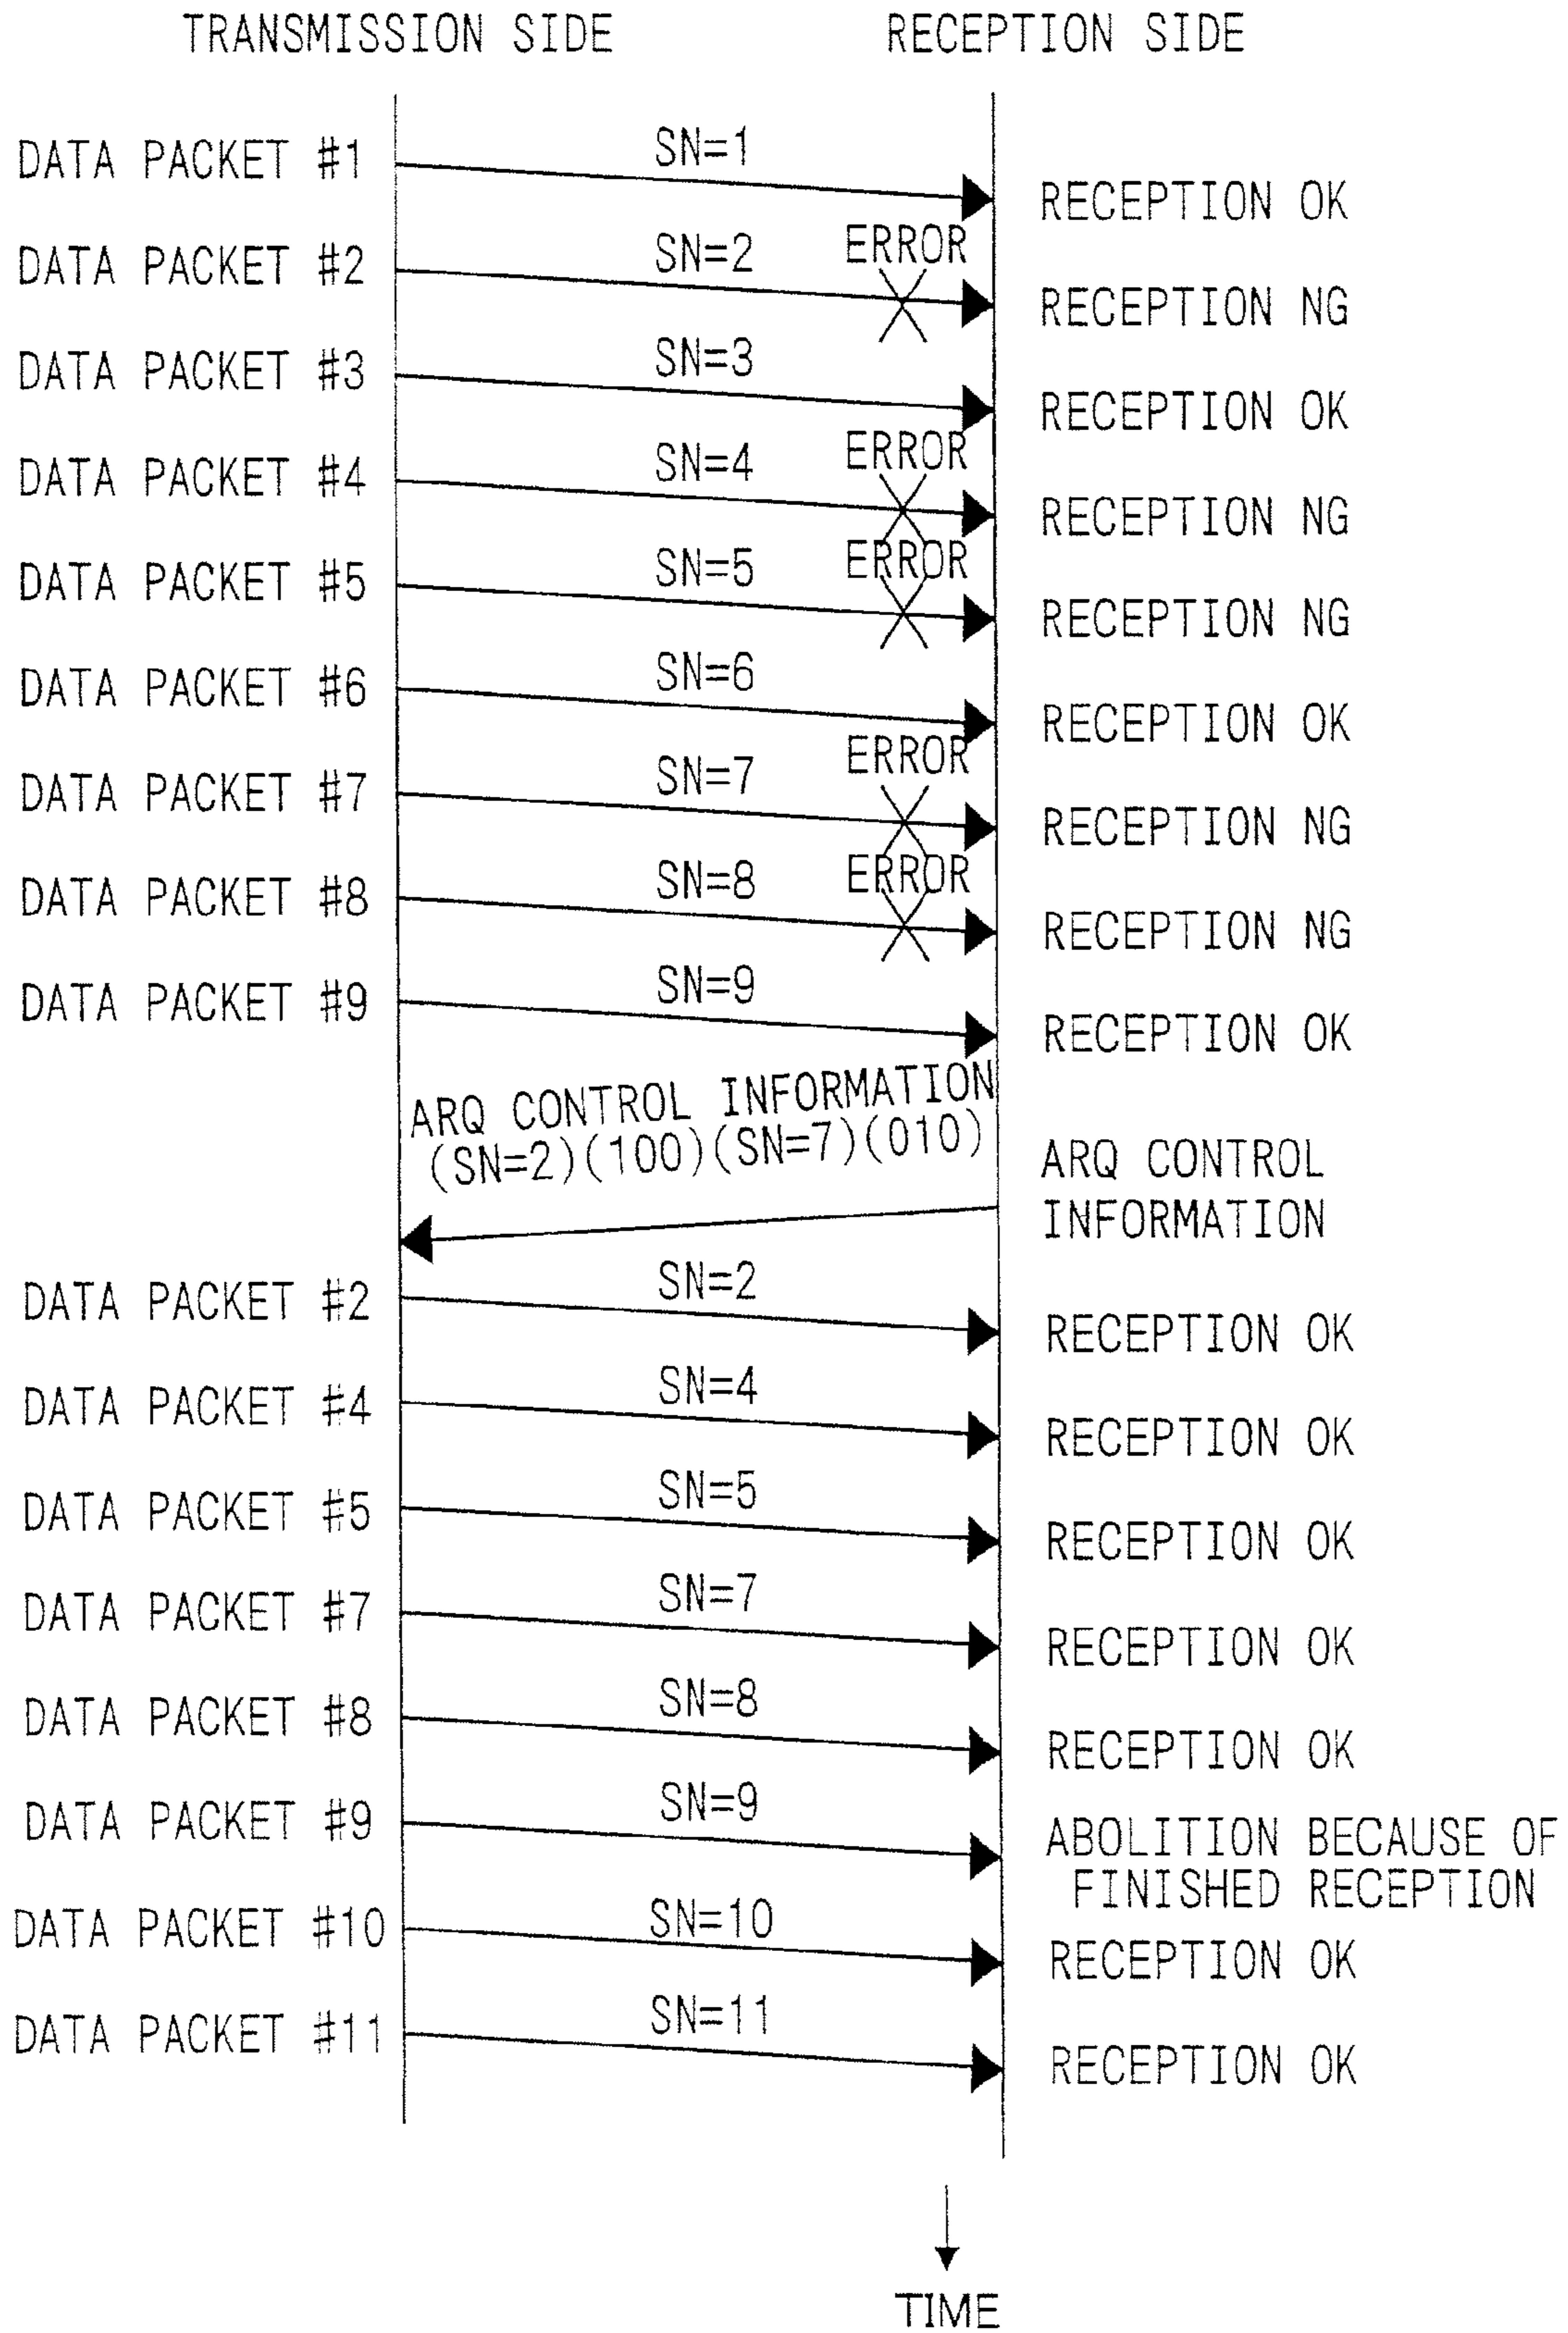 TRANSMISSION SIDE RECEPTION SIDE
DATA PACKET #1 SN=1 RECEPTION OK
DATA PACKET #2 SN=2 ERROR RECEPTION NG
DATA PACKET #3 SN=3 RECEPTION OK
DATA PACKET #4 SN=4 ERROR RECEPTION NG
DATA PACKET #5 SN=5 ERROR RECEPTION NG
DATA PACKET #6 SN=6 RECEPTION OK
DATA PACKET #7 SN=7 ERROR RECEPTION NG
DATA PACKET #8 SN=8 ERROR RECEPTION NG
DATA PACKET #9 SN=9 RECEPTION OK
ARQ CONTROL INFORMATION
(SN=2)(100)(SN=7)(010)
ARQ CONTROL
INFORMATION
DATA PACKET #2 SN=2 RECEPTION OK
DATA PACKET #4 SN=4 RECEPTION OK
DATA PACKET #5 SN=5 RECEPTION OK
DATA PACKET #7 SN=7 RECEPTION OK
DATA PACKET #8 SN=8 RECEPTION OK
DATA PACKET #9 SN=9 ABOLITION BECAUSE OF
FINISHED RECEPTION
DATA PACKET #10 SN=10 RECEPTION OK
DATA PACKET #11 SN=11 RECEPTION OK
TIME